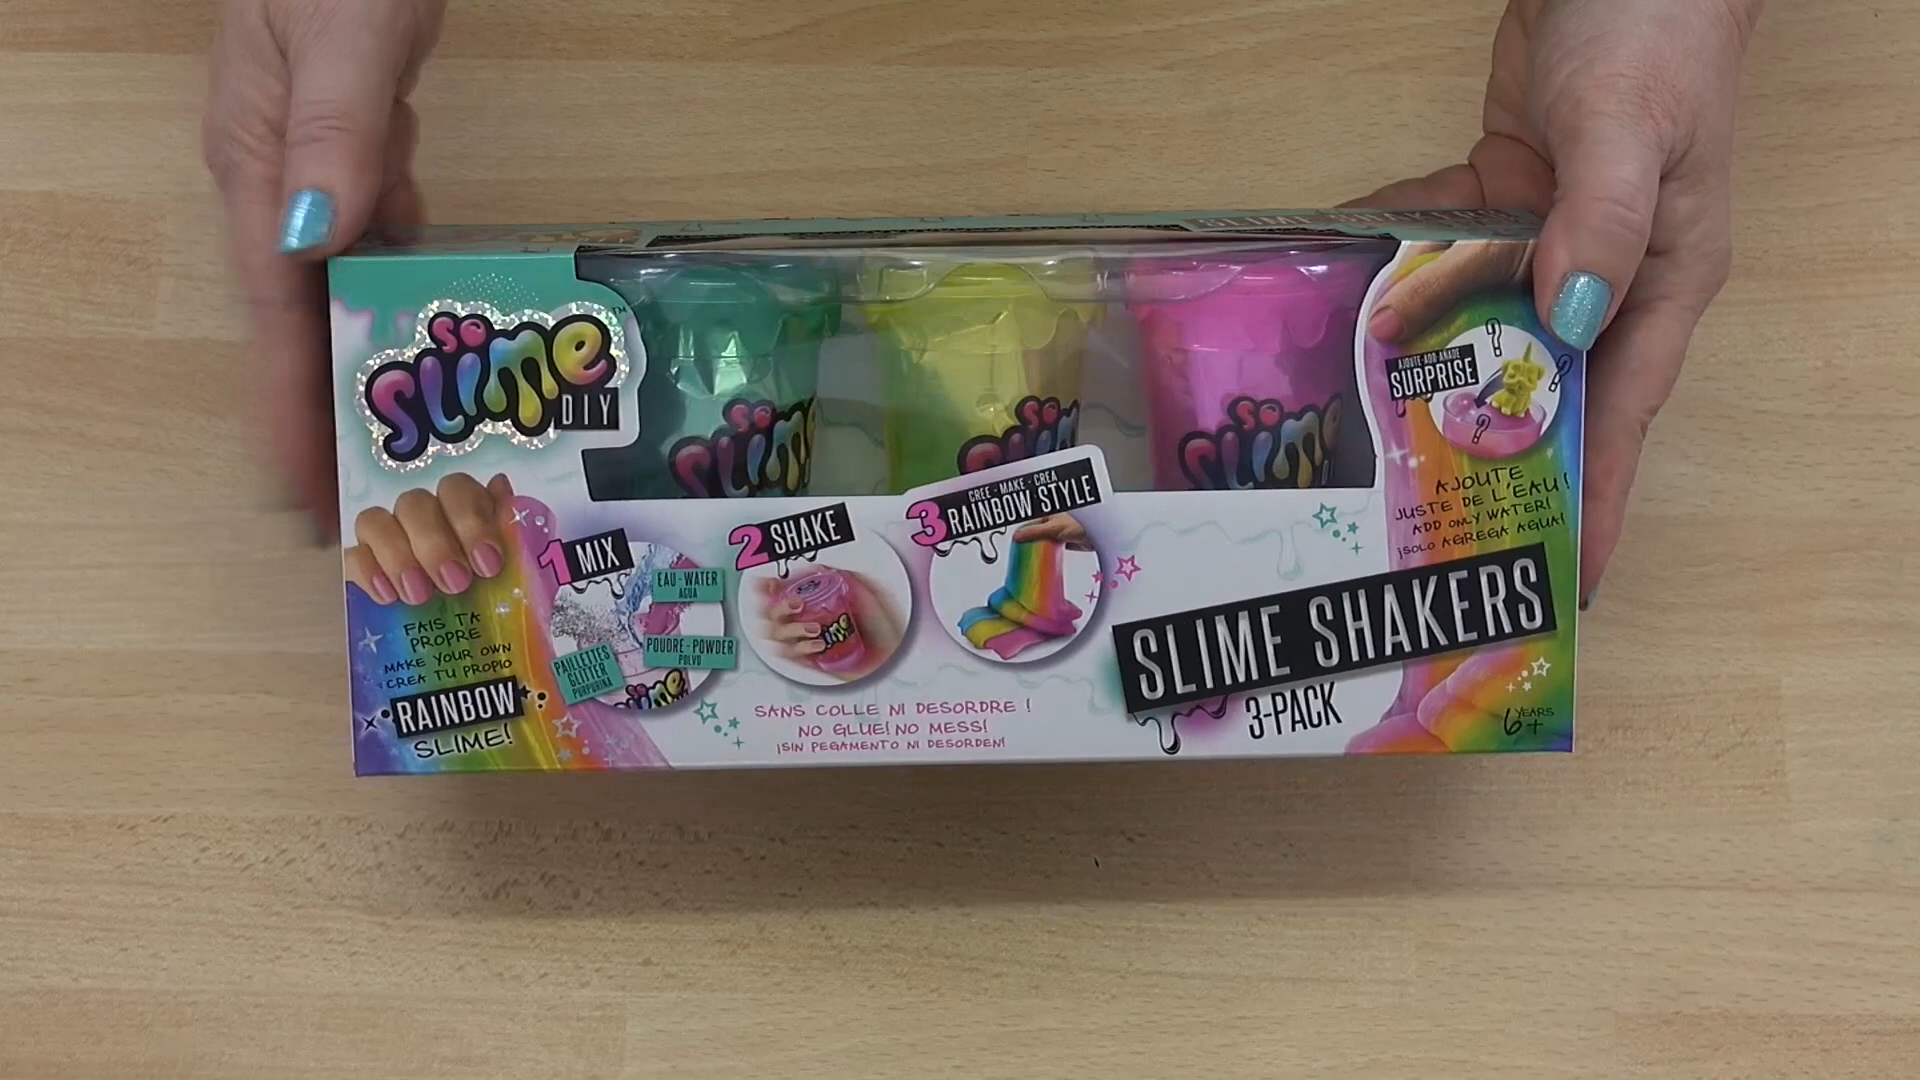 SLIME SHAKERS
SO
Slime
TM
DIY
SO
Slime
SO
Slime
SO
Slime
AJOUTE-ADD-AÑADE
SURPRISE
?
?
?
AJOUTE
JUSTE DE L'EAU!
ADD ONLY WATER!
¡SOLO AGREGA AGUA!
1 MIX
EAU - WATER
AGUA
POUDRE - POWDER
POLVO
PAILLETTES
GLITTER
PURPURINA
2 SHAKE
3 CREE - MAKE - CREA
RAINBOW STYLE
FAIS TA
PROPRE
MAKE YOUR OWN
CREA TU PROPIO
RAINBOW
SLIME!
SANS COLLE NI DESORDRE !
NO GLUE! NO MESS!
¡SIN PEGAMENTO NI DESORDEN!
SLIME SHAKERS
3-PACK
6+ YEARS